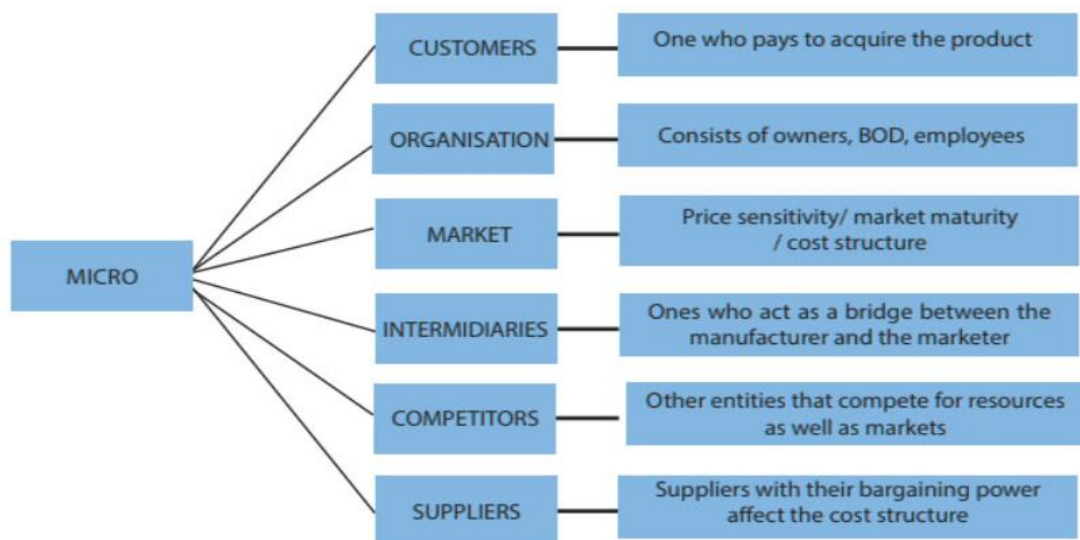 CUSTOMERS
One who pays to acquire the product
ORGANISATION
Consists of owners, BOD, employees
MARKET
Price sensitivity/ market maturity
/ cost structure
MICRO
INTERMIDIARIES
Ones who act as a bridge between the
manufacturer and the marketer
COMPETITORS
Other entities that compete for resources
as well as markets
SUPPLIERS
Suppliers with their bargaining power
affect the cost structure